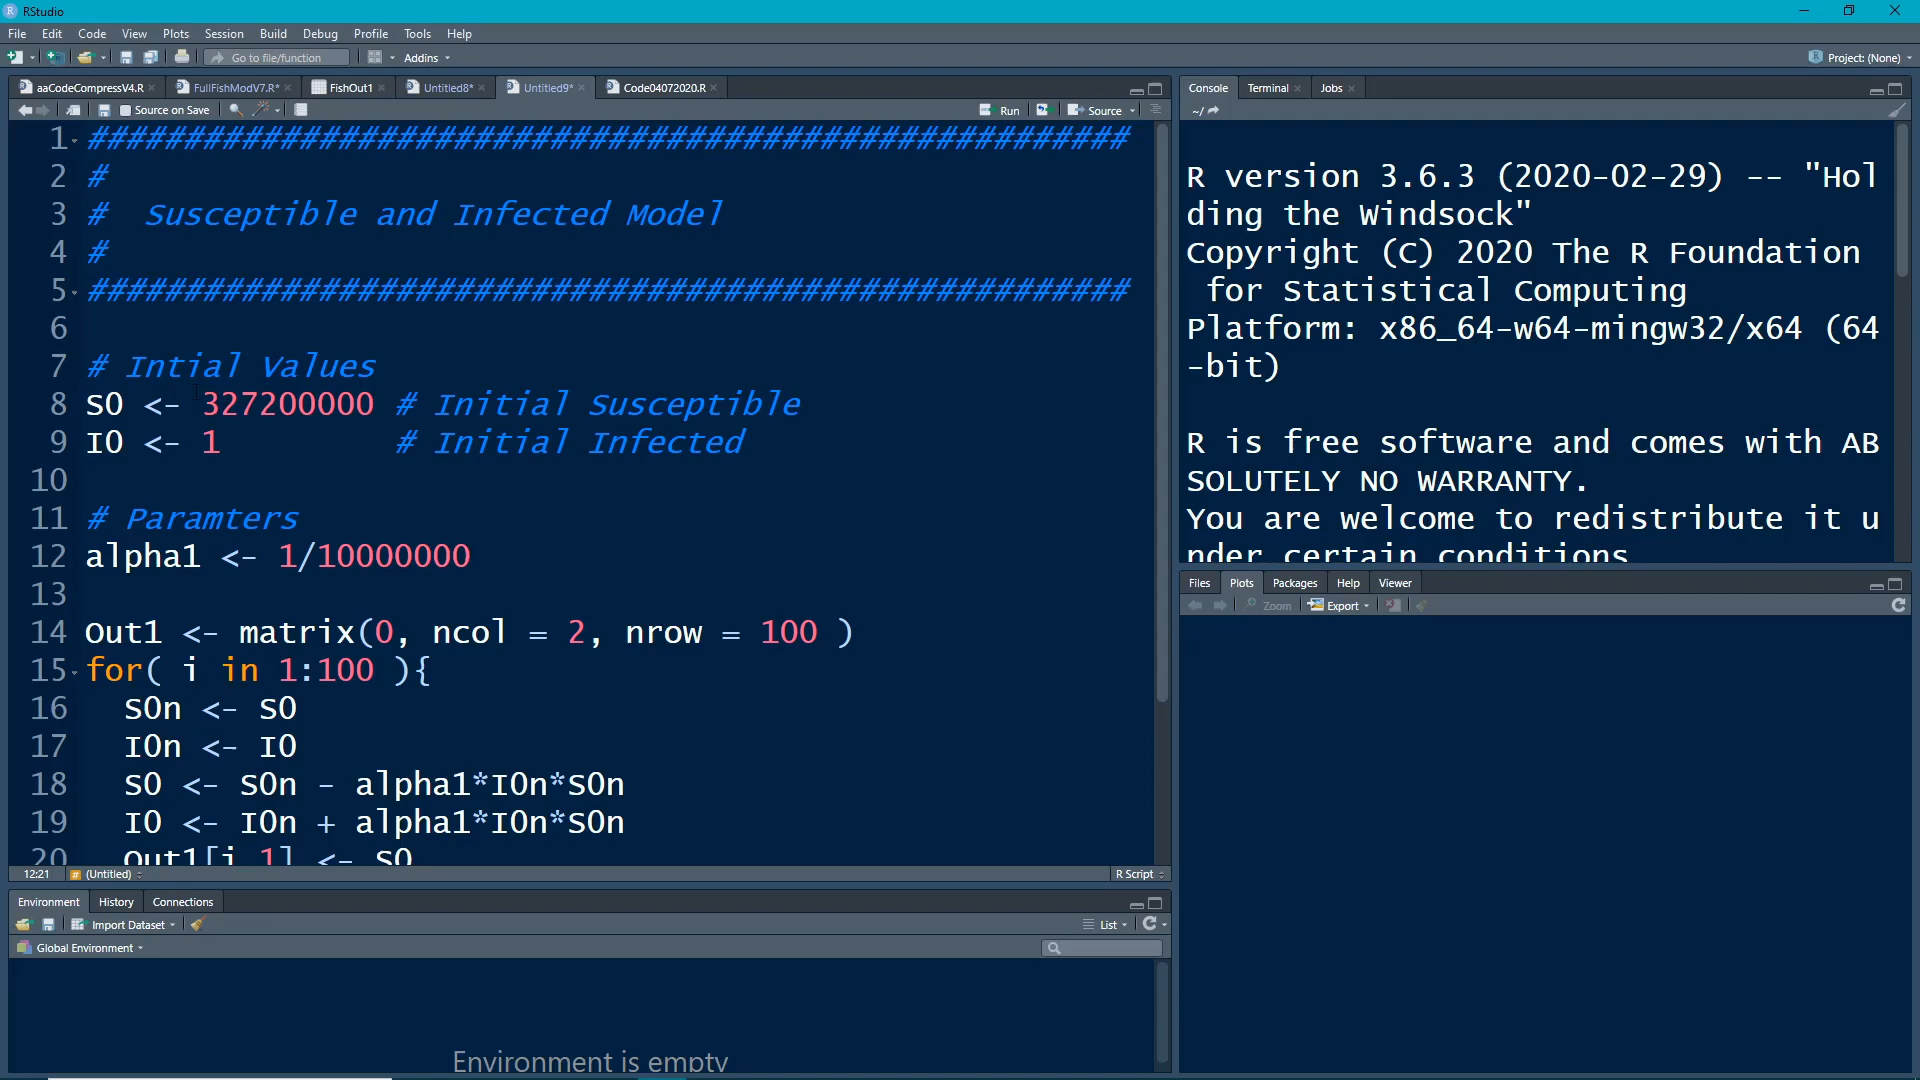 RStudio
File Edit Code View Plots Session Build Debug Profile Tools Help
Go to file/function Addins Project: (None)
aaCodeCompressV4.R FullFishModV7.R* FishOut1 Untitled8* Untitled9* Code04072020.R
Source on Save Run Source
1 ######################################################
2 #
3 # Susceptible and Infected Model
4 #
5 ######################################################
6
7 # Intial Values
8 S0 <- 327200000 # Initial Susceptible
9 I0 <- 1 # Initial Infected
10
11 # Paramters
12 alpha1 <- 1/10000000
13
14 Out1 <- matrix(0, ncol = 2, nrow = 100 )
15 for( i in 1:100 ){
16 S0n <- S0
17 I0n <- I0
18 S0 <- S0n - alpha1*I0n*S0n
19 I0 <- I0n + alpha1*I0n*S0n
20 Out1[i,1] <- S0
12:21 # (Untitled) R Script
Environment History Connections
Import Dataset List
Global Environment
Environment is empty
Console Terminal Jobs
~/
R version 3.6.3 (2020-02-29) -- "Hol
ding the Windsock"
Copyright (C) 2020 The R Foundation
for Statistical Computing
Platform: x86_64-w64-mingw32/x64 (64
-bit)
R is free software and comes with AB
SOLUTELY NO WARRANTY.
You are welcome to redistribute it u
nder certain conditions
Files Plots Packages Help Viewer
Zoom Export